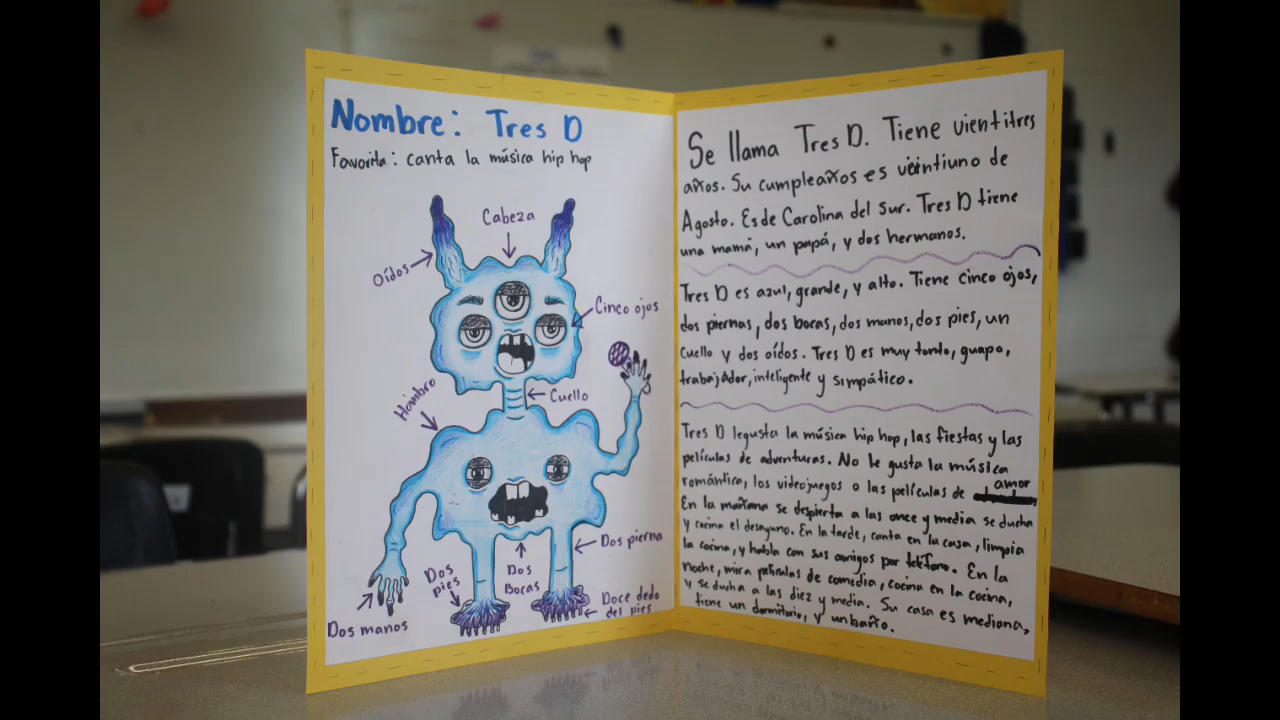 Nombre: Tres D
Favorita: canta la música hip hop
Cabeza
Oídos
Cinco ojos
Hombro
Cuello
Dos pierna
Dos
pies
Dos
Bocas
Doce dedo
del pies
Dos manos
Se llama Tres D. Tiene vientitres
años. Su cumpleaños es vieintiuno de
Agosto. Es de Carolina del Sur. Tres D tiene
una mamá, un papá, y dos hermanos.
Tres D es azul, grande, y alto. Tiene cinco ojos,
dos piernas, dos bocas, dos manos, dos pies, un
cuello y dos oídos. Tres D es muy tonto, guapo,
trabajador, inteligente y simpático.
Tres D legusta la música hip hop, las fiestas y las
películas de adventuras. No le gusta la música
romántica, los videojuegos o las películas de amor
En la mañana se despierta a las once y media se ducha
y cocina el desayuno. En la tarde, canta en la casa, limpia
la cocina, y habla con sus amigos por teléfono. En la
noche, mira películas de comedia, cocina en la cocina,
y se ducha a las diez y media. Su casa es mediana,
tiene un dormitorio, y un baño.